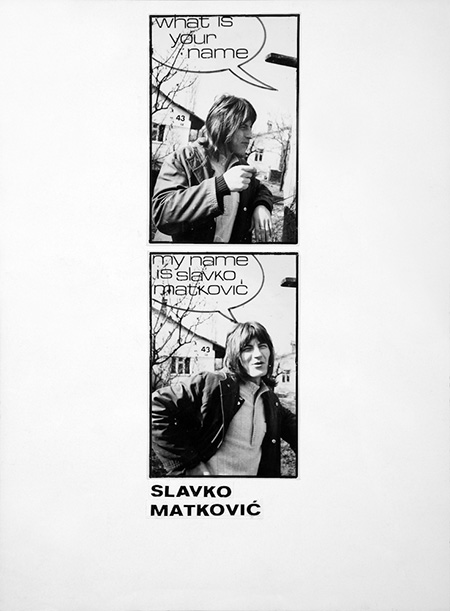 what is
your
name
43
my name
is slavko
matković
43
SLAVKO
MATKOVIĆ